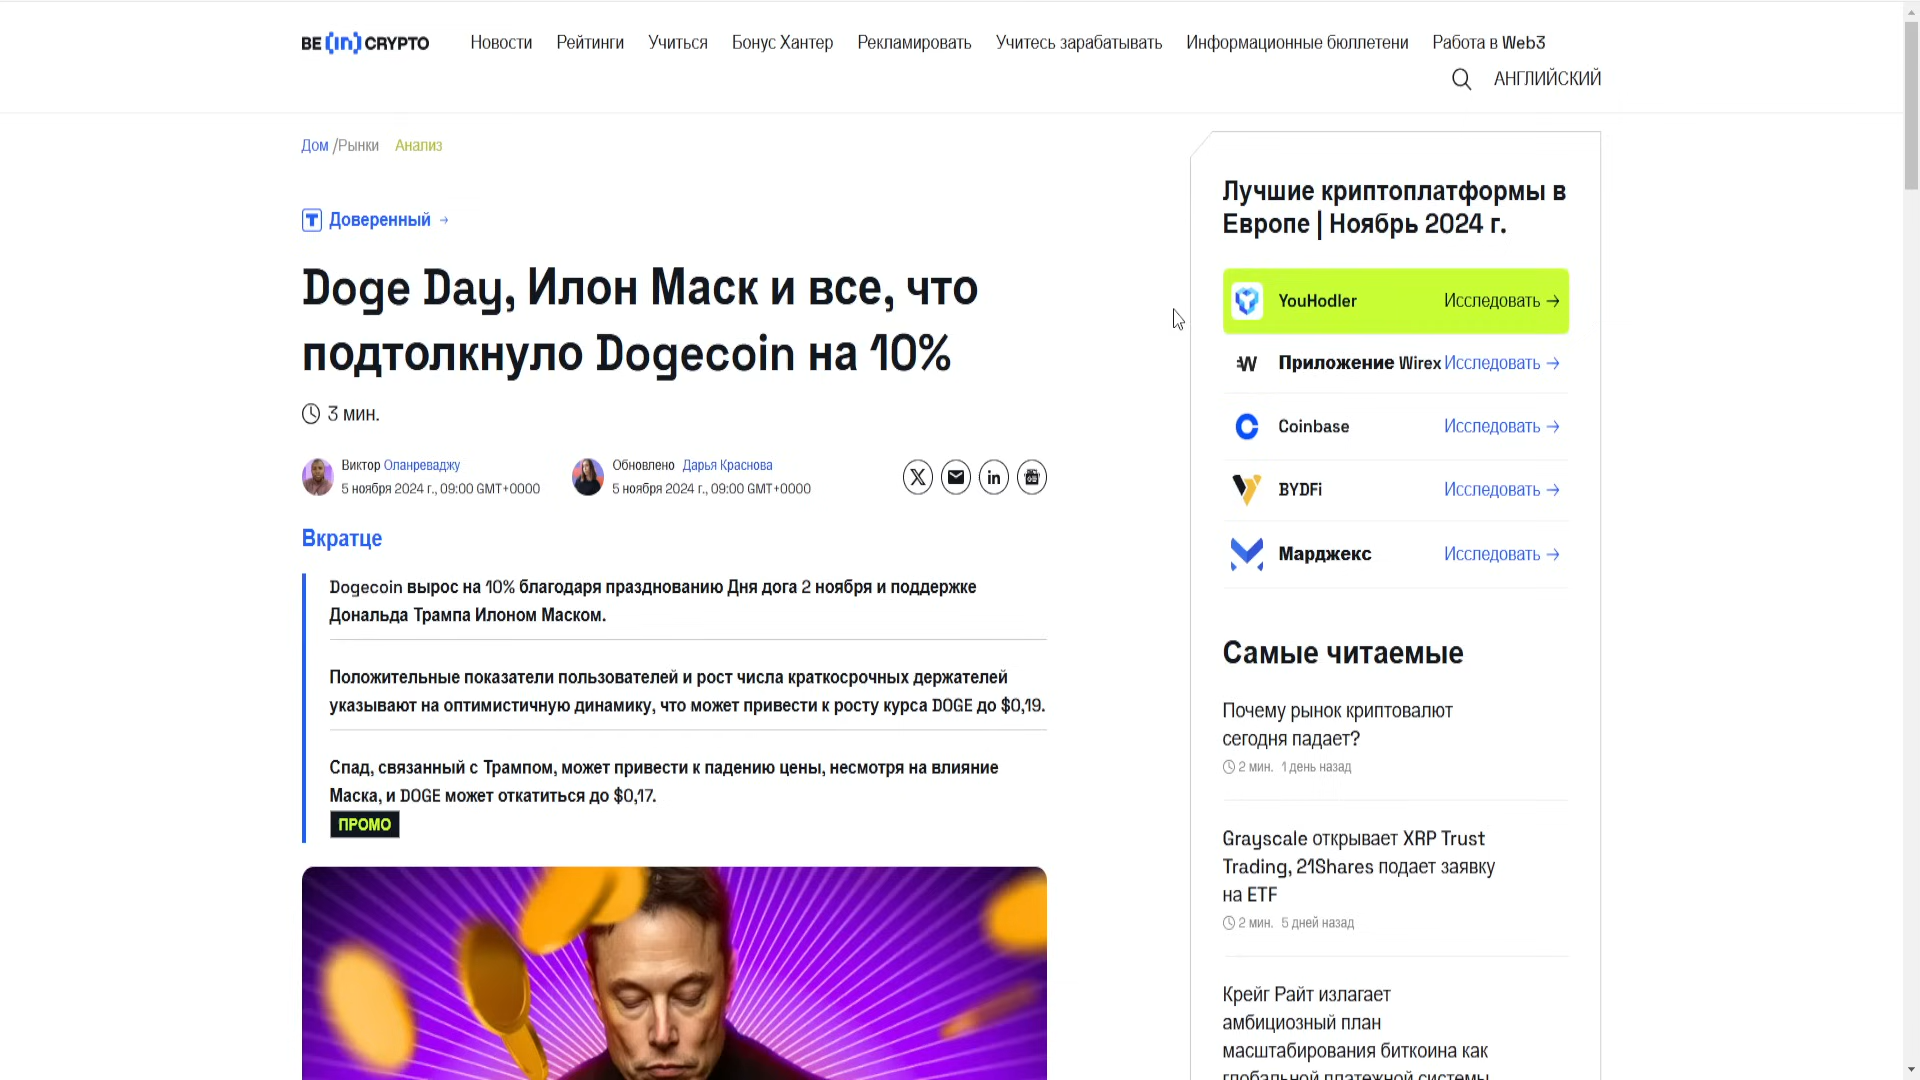 BE[in]CRYPTO
Новости Рейтинги Учиться Бонус Хантер Рекламировать Учитесь зарабатывать Информационные бюллетени Работа в Web3
АНГЛИЙСКИЙ
Дом /Рынки Анализ
Доверенный →
Doge Day, Илон Маск и все, что
подтолкнуло Dogecoin на 10%
3 мин.
Виктор Оланреваджу
5 ноября 2024 г., 09:00 GMT+0000
Обновлено Дарья Краснова
5 ноября 2024 г., 09:00 GMT+0000
Вкратце
Dogecoin вырос на 10% благодаря празднованию Дня дога 2 ноября и поддержке
Дональда Трампа Илоном Маском.
Положительные показатели пользователей и рост числа краткосрочных держателей
указывают на оптимистичную динамику, что может привести к росту курса DOGE до $0,19.
Спад, связанный с Трампом, может привести к падению цены, несмотря на влияние
Маска, и DOGE может откатиться до $0,17.
ПРОМО
Лучшие криптоплатформы в
Европе | Ноябрь 2024 г.
YouHodler Исследовать →
Приложение Wirex Исследовать →
Coinbase Исследовать →
BYDFi Исследовать →
Марджекс Исследовать →
Самые читаемые
Почему рынок криптовалют
сегодня падает?
2 мин. 1 день назад
Grayscale открывает XRP Trust
Trading, 21Shares подает заявку
на ETF
2 мин. 5 дней назад
Крейг Райт излагает
амбициозный план
масштабирования биткоина как
глобальной платежной системы